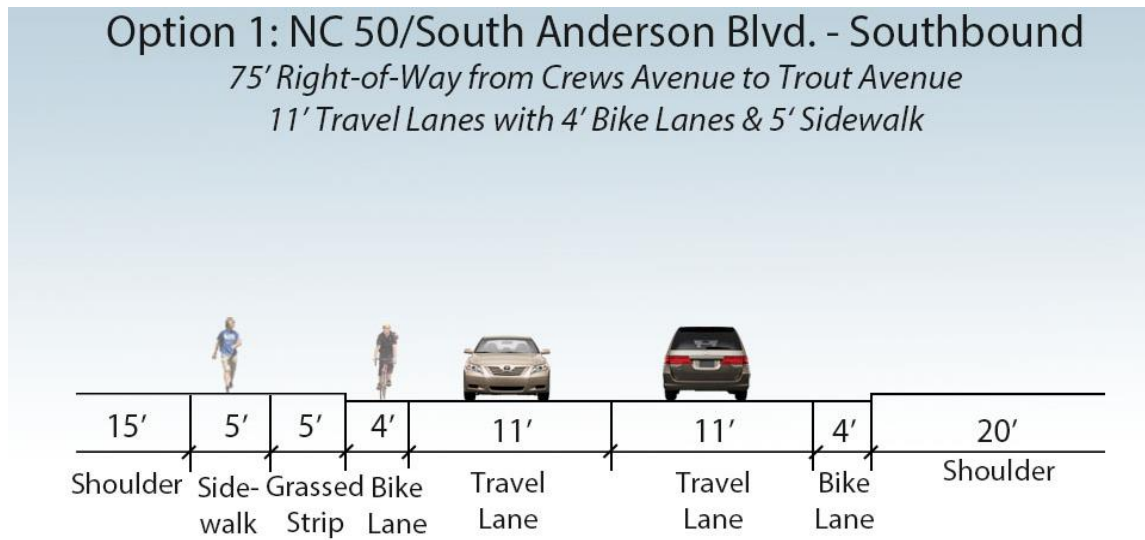 Option 1: NC 50/South Anderson Blvd. - Southbound
75’ Right-of-Way from Crews Avenue to Trout Avenue
11’ Travel Lanes with 4’ Bike Lanes & 5‘ Sidewalk
15’ 5’ 5’ 4’ 11’ 11’ 4’ 20’
Shoulder Side- Grassed Bike Travel Travel Bike Shoulder
walk Strip Lane Lane Lane Lane